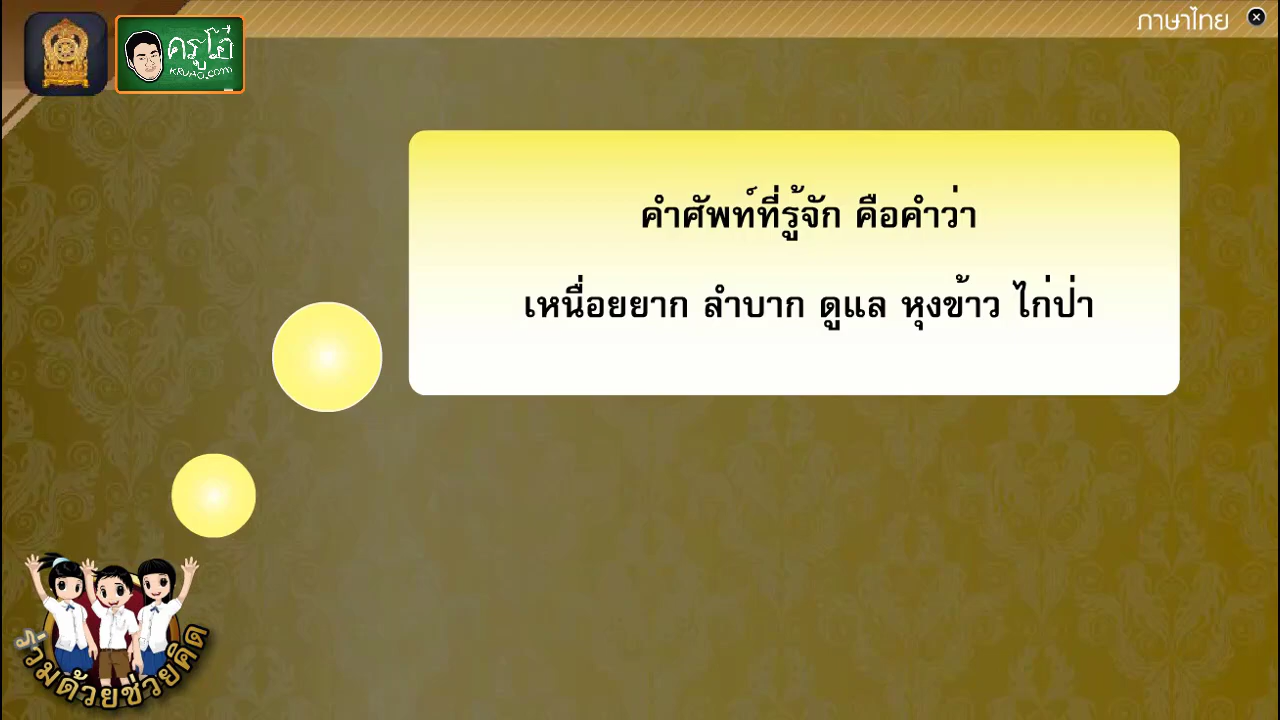 ภาษาไทย
ครูโอ๊
KRUAO.com
คำศัพท์ที่รู้จัก คือคำว่า
เหนื่อยยาก ลำบาก ดูแล หุงข้าว ไก่ป่า
ร่วมด้วยช่วยคิด